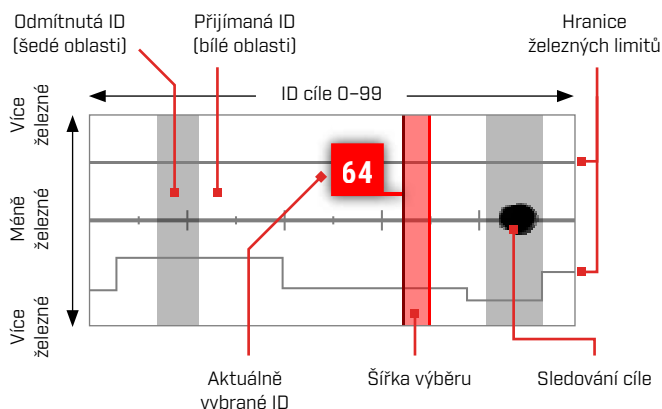 Odmítnutá ID
(šedé oblasti)
Přijímaná ID
(bílé oblasti)
Hranice
železných limitů
ID cíle 0–99
Více
železné
Méně
železné
Více
železné
64
Aktuálně
vybrané ID
Šířka výběru
Sledování cíle